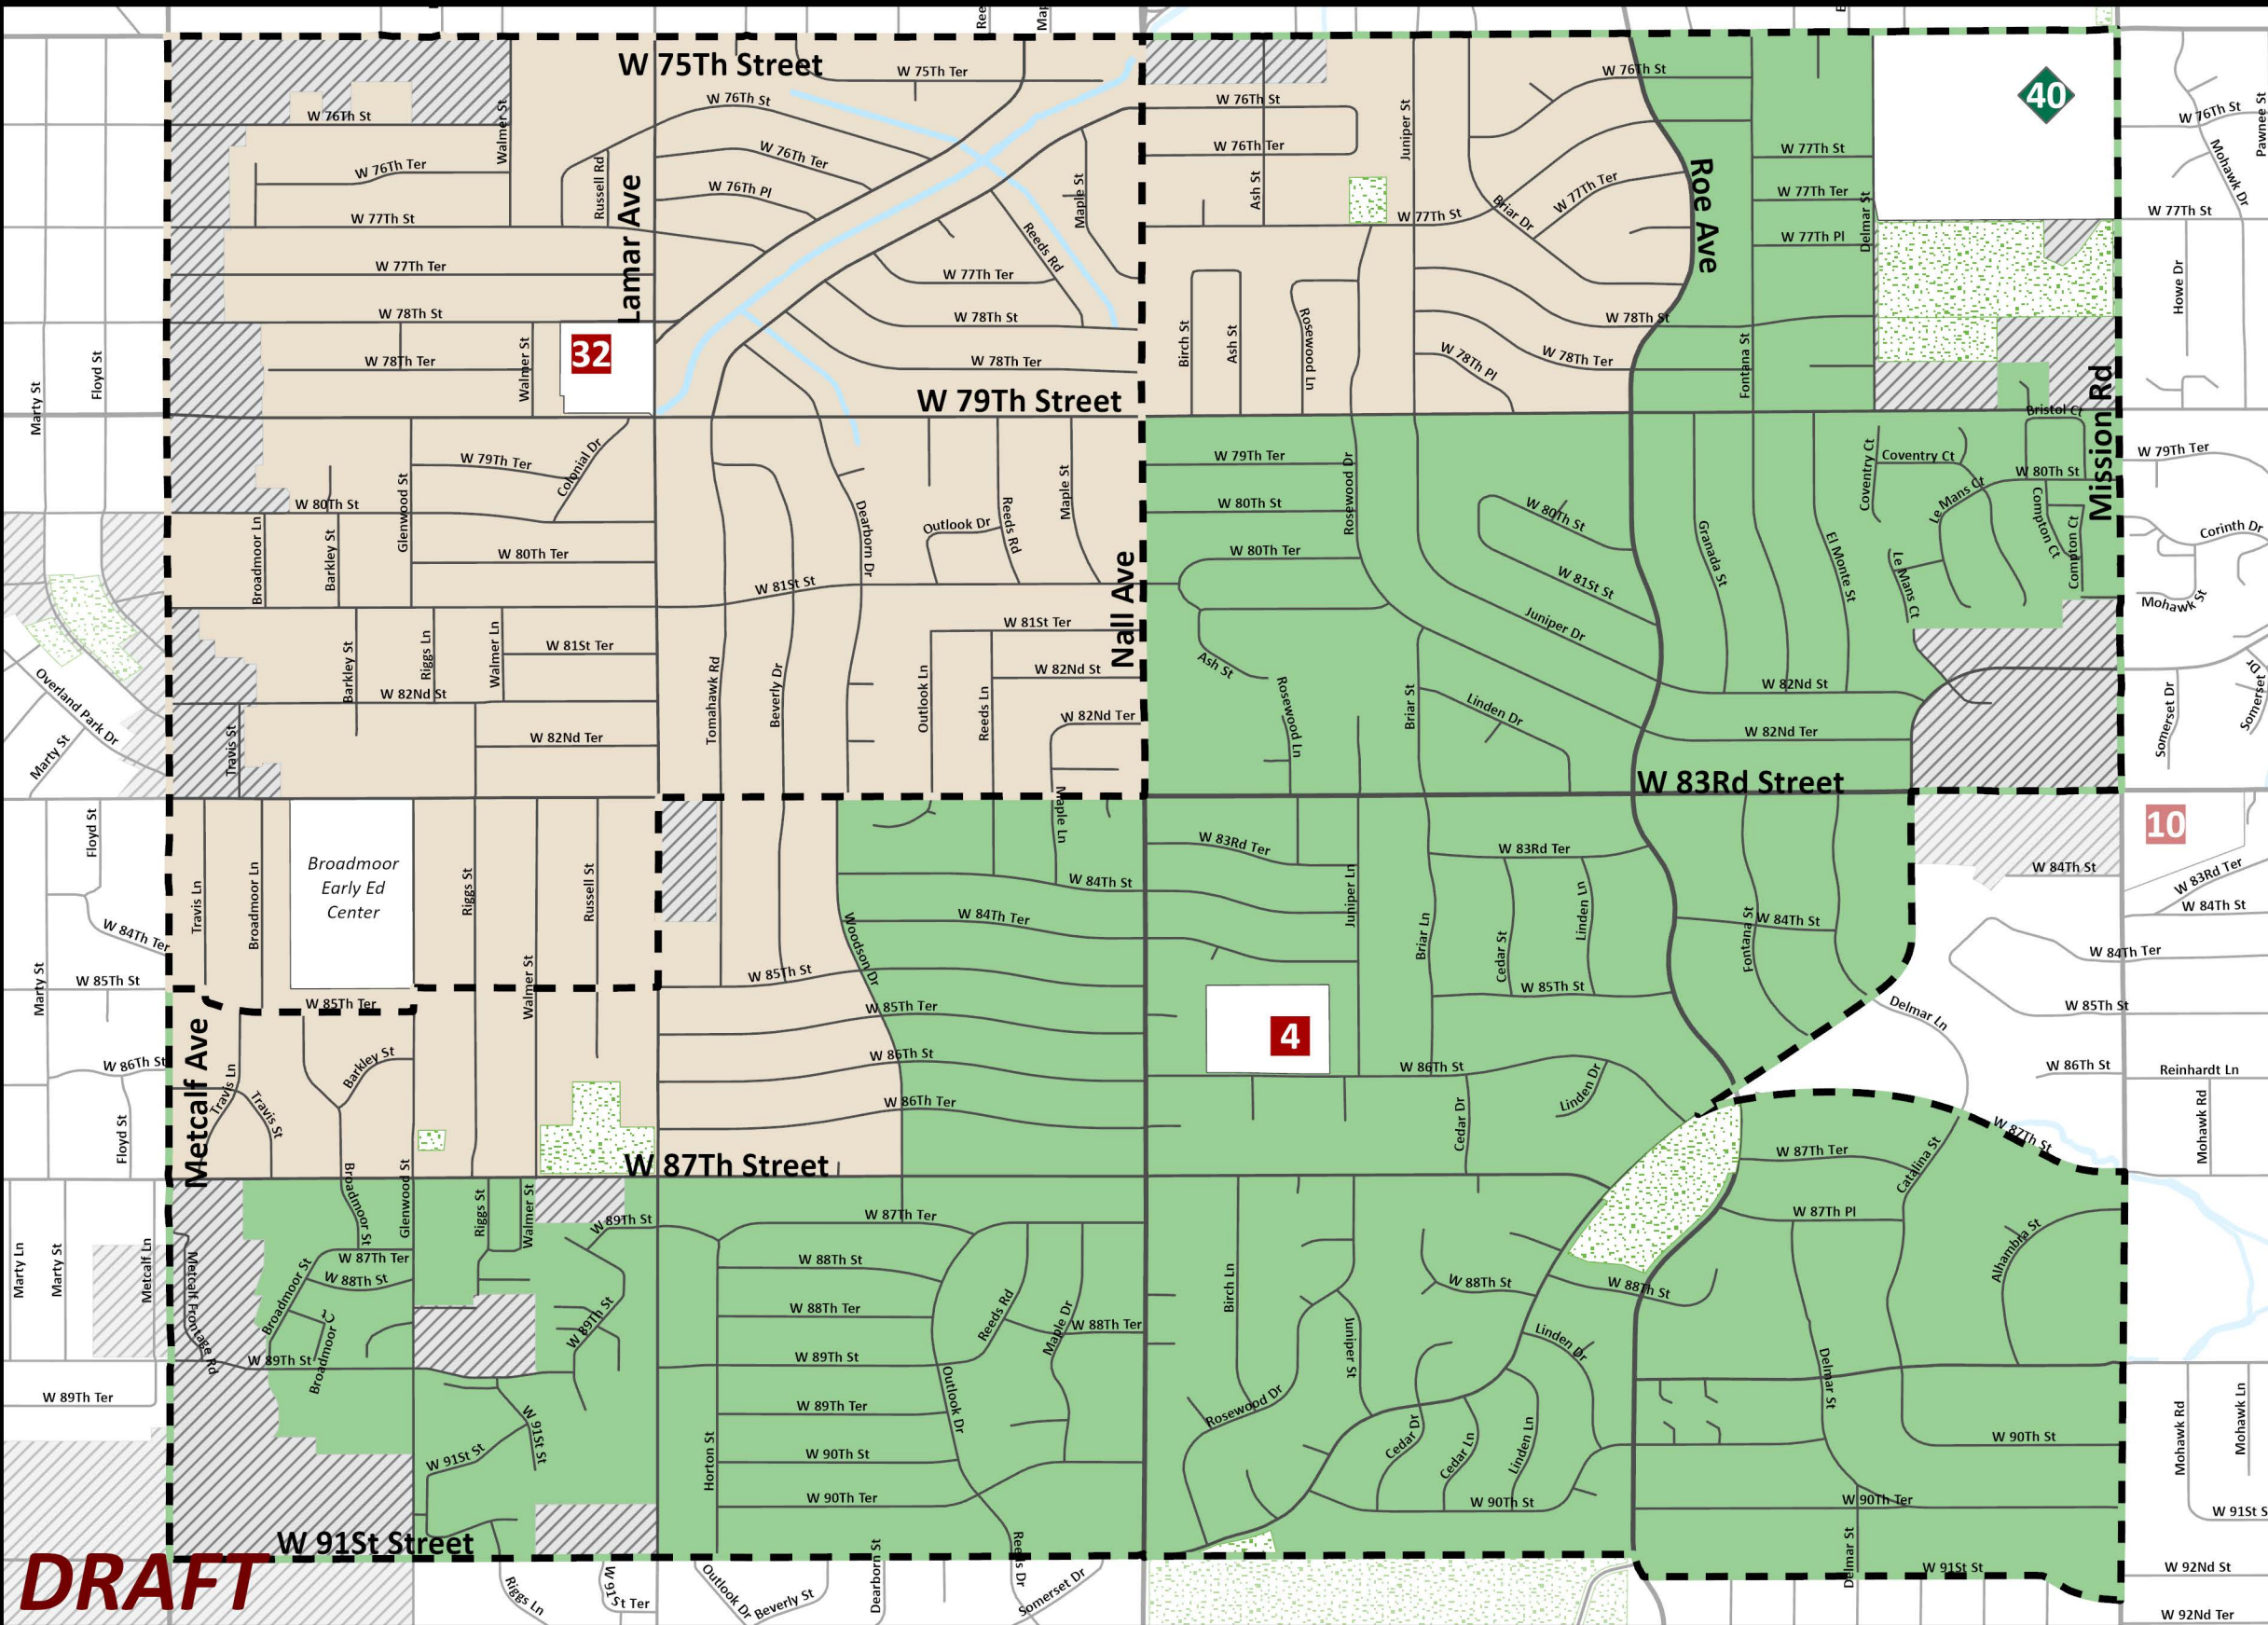 Ree
Map
W 75Th Street
W 75Th Ter
W 76Th St
40
W 76Th St
W 76Th St
W 76Th St
W 76Th St
Pawnee St
Walmer St
Juniper St
W 76Th Ter
W 76Th Ter
W 76Th Ter
W 77Th St
Mohawk Dr
Russell Rd
W 76Th Pl
Maple St
Ash St
W 77Th Ter
W 77Th Ter
Roe Ave
Lamar Ave
W 77Th St
W 77Th St
Briar Dr
W 77Th St
Delmar St
W 77Th Pl
Reeds Rd
W 77Th Ter
W 77Th Ter
Howe Dr
W 78Th St
W 78Th St
W 78Th St
Floyd St
Marty St
W 78Th Ter
Walmer St
32
W 78Th Ter
Birch St
Ash St
Rosewood Ln
W 78Th Pl
W 78Th Ter
Fontana St
W 79Th Street
Mission Rd
Bristol Ct
W 79Th Ter
Colonial Dr
W 79Th Ter
Coventry Ct
Coventry Ct
W 79Th Ter
W 80Th St
Maple St
W 80Th St
Rosewood Dr
W 80Th St
Le Mans Ct
W 80Th St
Compton Ct
Compton Ct
Corinth Dr
Broadmoor Ln
Barkley St
Glenwood St
W 80Th Ter
Dearborn Dr
Outlook Dr
Reeds Rd
W 80Th Ter
Granada St
El Monte St
Le Mans Ct
W 81St St
Nall Ave
W 81St St
Mohawk St
Barkley St
Riggs Ln
Walmer Ln
W 81St Ter
W 81St Ter
Juniper Dr
Overland Park Dr
Marty St
W 82Nd St
Tomahawk Rd
Beverly Dr
Outlook Ln
Reeds Ln
W 82Nd St
Ash St
Rosewood Ln
Briar St
Linden Dr
W 82Nd St
Somerset Dr
Somerset Dr
Travis St
W 82Nd Ter
W 82Nd Ter
W 82Nd Ter
W 83Rd Street
Floyd St
Maple Ln
W 83Rd Ter
W 83Rd Ter
10
Travis Ln
Broadmoor Ln
Broadmoor
Early Ed
Center
Riggs St
Russell St
W 84Th St
Juniper Ln
Linden Ln
W 84Th St
W 83Rd Ter
W 84Th Ter
Marty St
W 84Th Ter
Woodson Dr
Briar Ln
Cedar St
Fontana St
W 84Th St
W 84Th St
W 84Th Ter
W 85Th St
Walmer St
W 85Th St
W 85Th St
W 85Th St
W 85Th Ter
W 85Th Ter
4
Delmar Ln
Metcalf Ave
W 86Th St
Travis Ln
Travis St
Barkley St
W 86Th St
W 86Th St
W 86Th St
Reinhardt Ln
Floyd St
W 86Th Ter
Cedar Dr
Linden Dr
W 87Th St
Mohawk Rd
W 87Th Street
W 87Th Ter
Catalina St
Broadmoor St
Glenwood St
Riggs St
Walmer St
W 89Th St
W 87Th Ter
W 87Th Pl
Marty Ln
Marty St
Metcalf Ln
Metcalf Frontage Rd
Broadmoor St
W 87Th Ter
W 88Th St
W 88Th St
Birch Ln
W 88Th St
W 88Th St
Alhambra St
Broadmoor Ct
W 89Th St
W 88Th Ter
Reeds Rd
Maple Dr
W 88Th Ter
Juniper St
Linden Dr
W 89Th St
W 89Th St
Delmar St
W 89Th Ter
W 89Th Ter
Outlook Dr
Rosewood Dr
W 91St St
W 91St St
Horton St
W 90Th St
Cedar Dr
Cedar Ln
Linden Ln
W 90Th St
Mohawk Rd
Mohawk Ln
W 90Th Ter
W 90Th St
W 90Th Ter
W 91St S
W 91St Street
DRAFT
Riggs Ln
W 91St Ter
Outlook Dr
Beverly St
Dearborn St
Reeds Dr
Somerset Dr
Delmar St
W 91St St
W 92Nd St
W 92Nd Ter